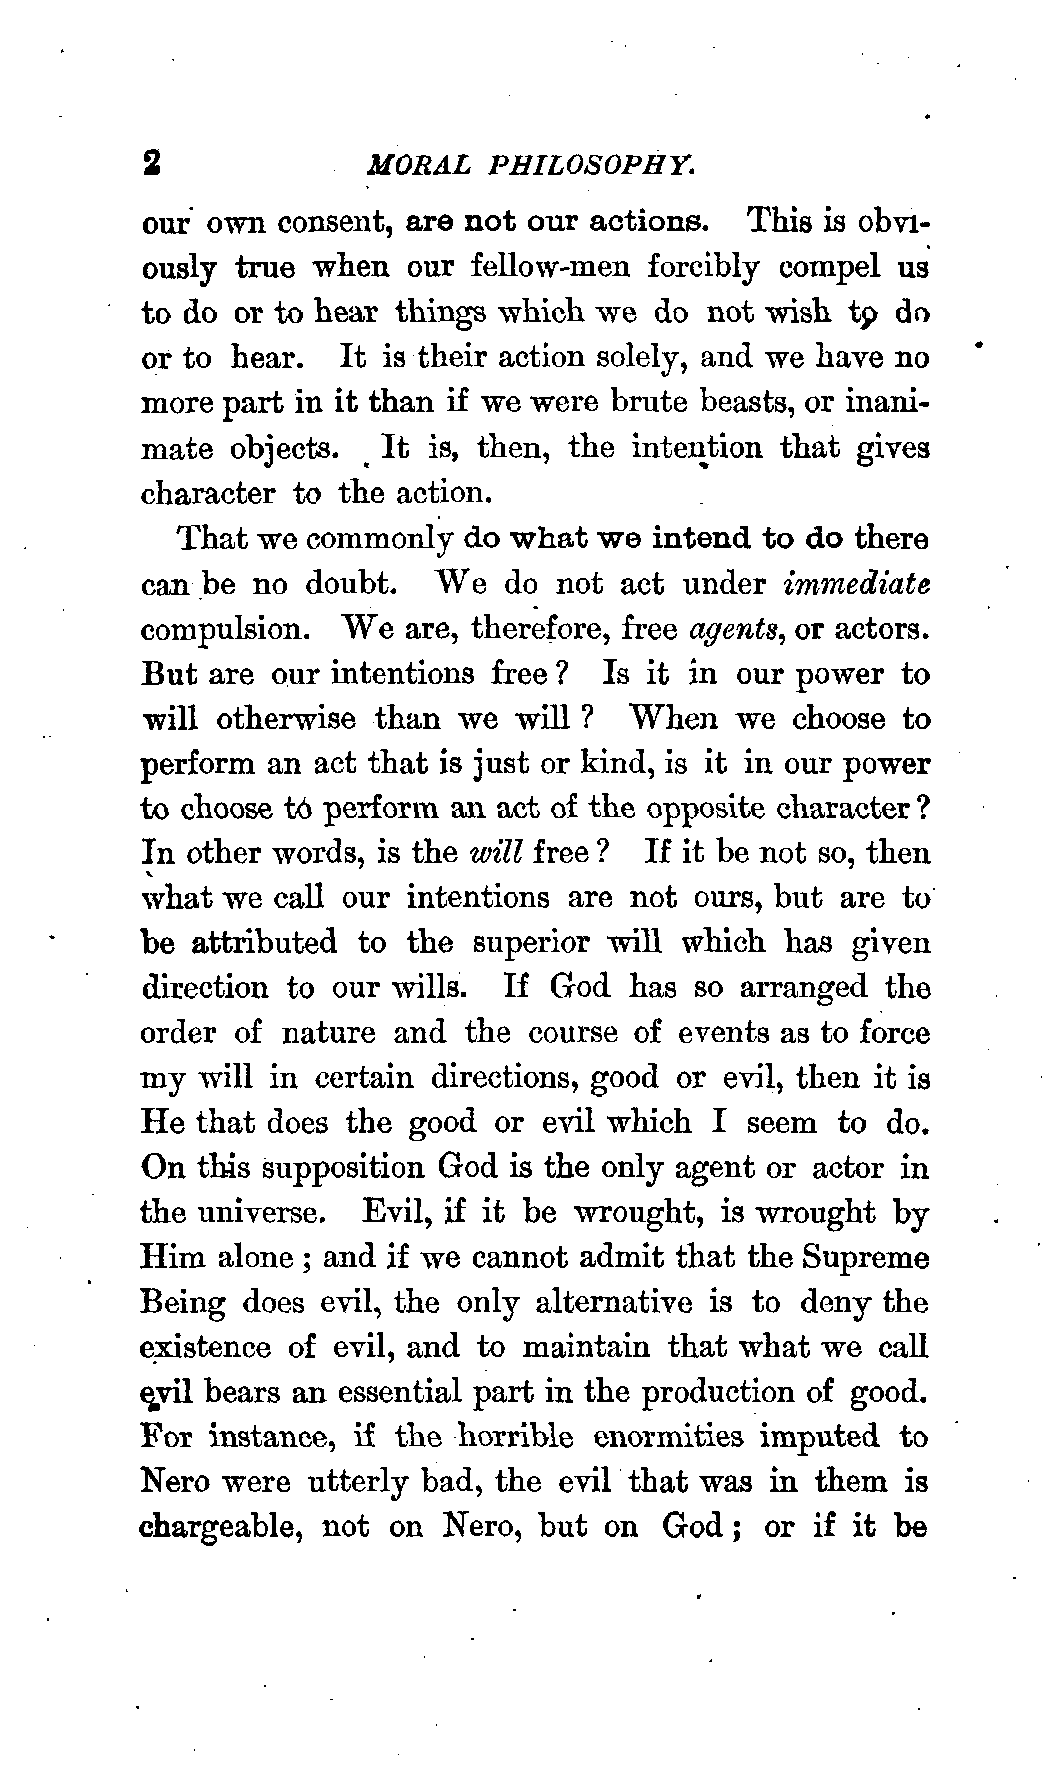 2 MORAL PHILOSOPHY.
our own consent, are not our actions. This is obvi-
ously true when our fellow-men forcibly compel us
to do or to hear things which we do not wish to do
or to hear. It is their action solely, and we have no
more part in it than if we were brute beasts, or inani-
mate objects. It is, then, the intention that gives
character to the action.
That we commonly do what we intend to do there
can be no doubt. We do not act under immediate
compulsion. We are, therefore, free agents, or actors.
But are our intentions free? Is it in our power to
will otherwise than we will? When we choose to
perform an act that is just or kind, is it in our power
to choose to perform an act of the opposite character?
In other words, is the will free? If it be not so, then
what we call our intentions are not ours, but are to
be attributed to the superior will which has given
direction to our wills. If God has so arranged the
order of nature and the course of events as to force
my will in certain directions, good or evil, then it is
He that does the good or evil which I seem to do.
On this supposition God is the only agent or actor in
the universe. Evil, if it be wrought, is wrought by
Him alone; and if we cannot admit that the Supreme
Being does evil, the only alternative is to deny the
existence of evil, and to maintain that what we call
evil bears an essential part in the production of good.
For instance, if the horrible enormities imputed to
Nero were utterly bad, the evil that was in them is
chargeable, not on Nero, but on God; or if it be